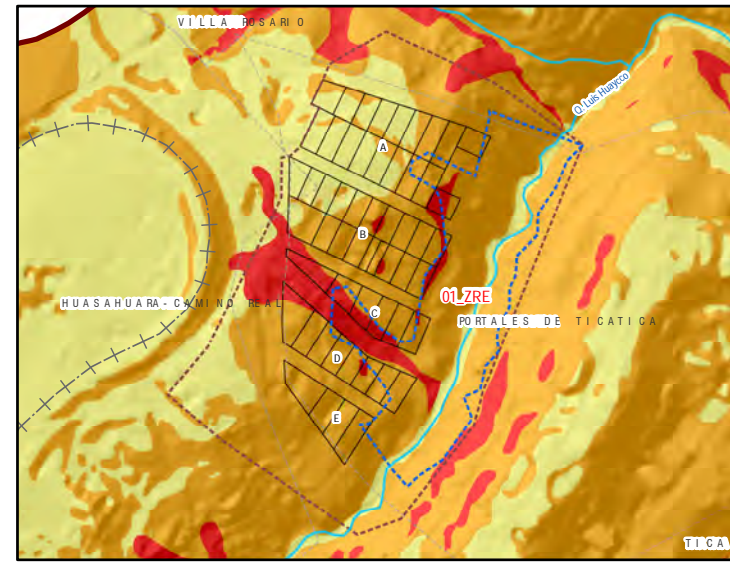 VILLA ROSARIO
Q. Luis Huaycco
A
B
01_ZRE
HUASAHUARA-CAMINO REAL
C
PORTALES DE TICATICA
D
E
TICA